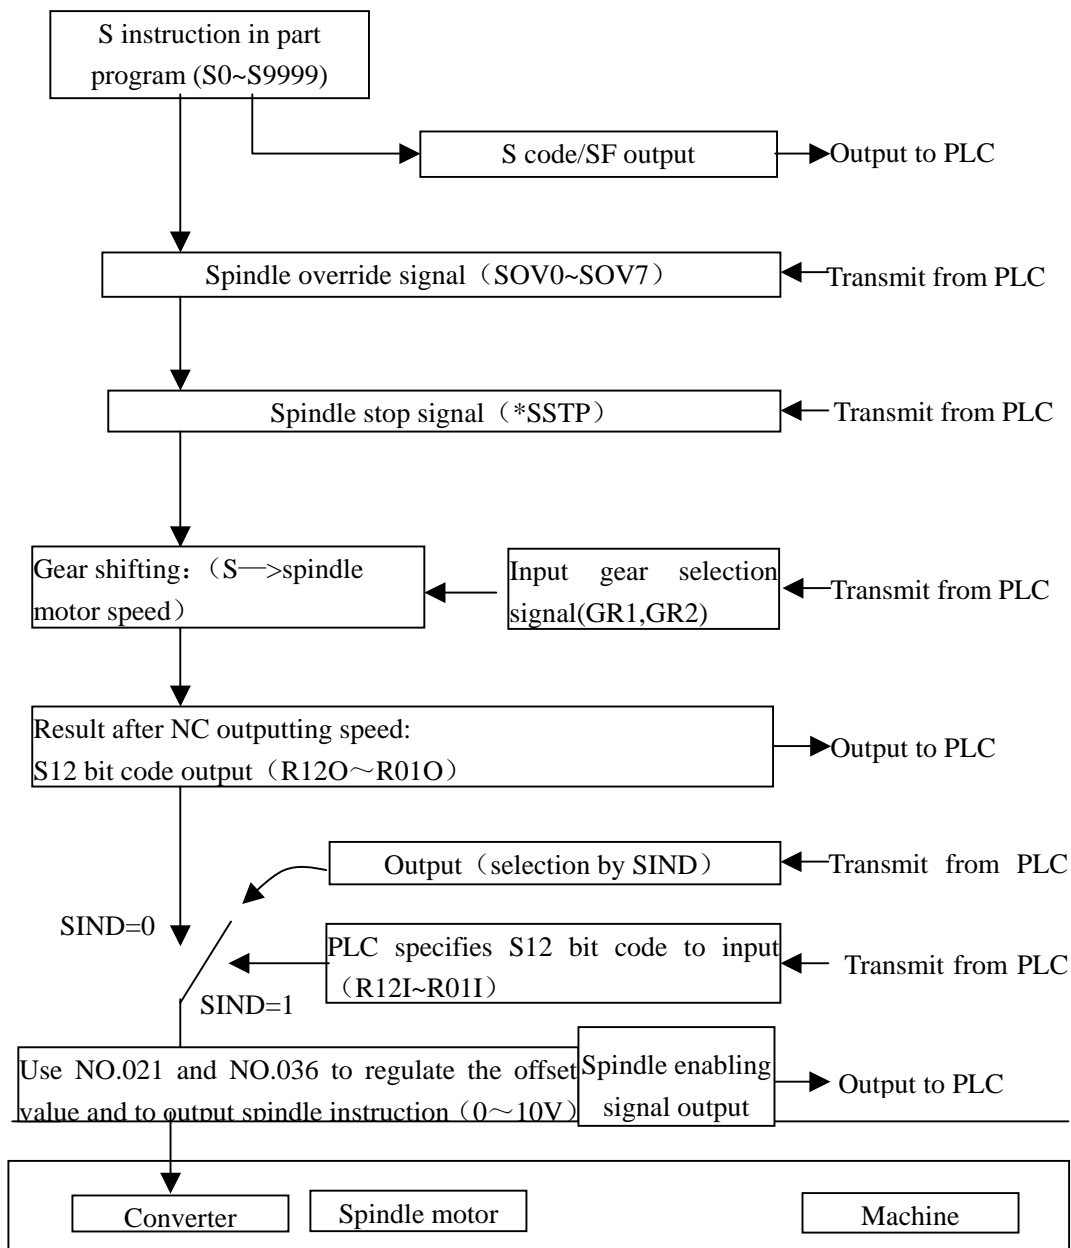 S instruction in part
program (S0~S9999)
S code/SF output
Output to PLC
Spindle override signal（SOV0~SOV7）
Transmit from PLC
Spindle stop signal（*SSTP）
Transmit from PLC
Gear shifting:（S—>spindle
motor speed）
Input gear selection
signal(GR1,GR2)
Transmit from PLC
Result after NC outputting speed:
S12 bit code output（R12O～R01O）
Output to PLC
Output（selection by SIND）
Transmit from PLC
SIND=0
PLC specifies S12 bit code to input
（R12I~R01I）
Transmit from PLC
SIND=1
Use NO.021 and NO.036 to regulate the offset
value and to output spindle instruction（0～10V）
Spindle enabling
signal output
Output to PLC
Converter
Spindle motor
Machine